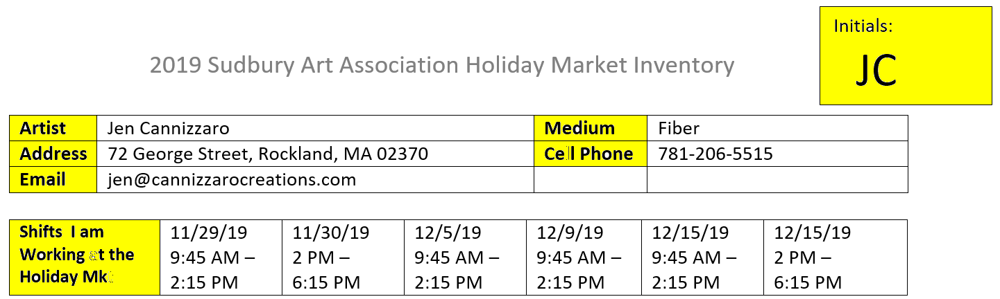 Initials:
JC
2019 Sudbury Art Association Holiday Market Inventory
Artist Jen Cannizzaro Medium Fiber
Address 72 George Street, Rockland, MA 02370 Cell Phone 781-206-5515
Email jen@cannizzarocreations.com
Shifts I am 11/29/19 11/30/19 12/5/19 12/9/19 12/15/19 12/15/19
Working at the 9:45 AM – 2 PM – 9:45 AM – 9:45 AM – 9:45 AM – 2 PM –
Holiday Mkt 2:15 PM 6:15 PM 2:15 PM 2:15 PM 2:15 PM 6:15 PM